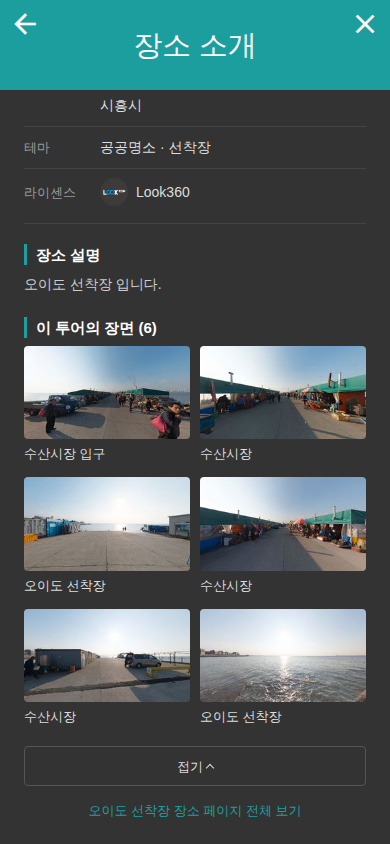 장소 소개
시흥시
테마 공공명소 · 선착장
라이센스 LOOK Look360
장소 설명
오이도 선착장 입니다.
이 투어의 장면 (6)
수산시장 입구 수산시장
오이도 선착장 수산시장
수산시장 오이도 선착장
접기
오이도 선착장 장소 페이지 전체 보기